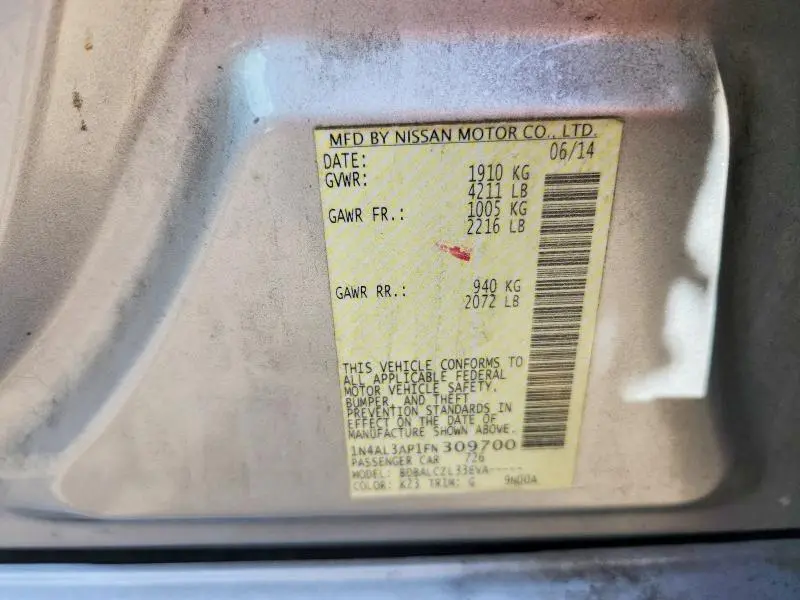 MFD BY NISSAN MOTOR CO., LTD.
DATE: 06/14
GVWR: 1910 KG
4211 LB
GAWR FR.: 1005 KG
2216 LB
GAWR RR.: 940 KG
2072 LB
THIS VEHICLE CONFORMS TO
ALL APPLICABLE FEDERAL
MOTOR VEHICLE SAFETY,
BUMPER, AND THEFT
PREVENTION STANDARDS IN
EFFECT ON THE DATE OF
MANUFACTURE SHOWN ABOVE.
1N4AL3AP1FN309700
PASSENGER CAR 726
MODEL: BDBALCZL33EVA-----
COLOR: K23 TRIM: G 9N00A